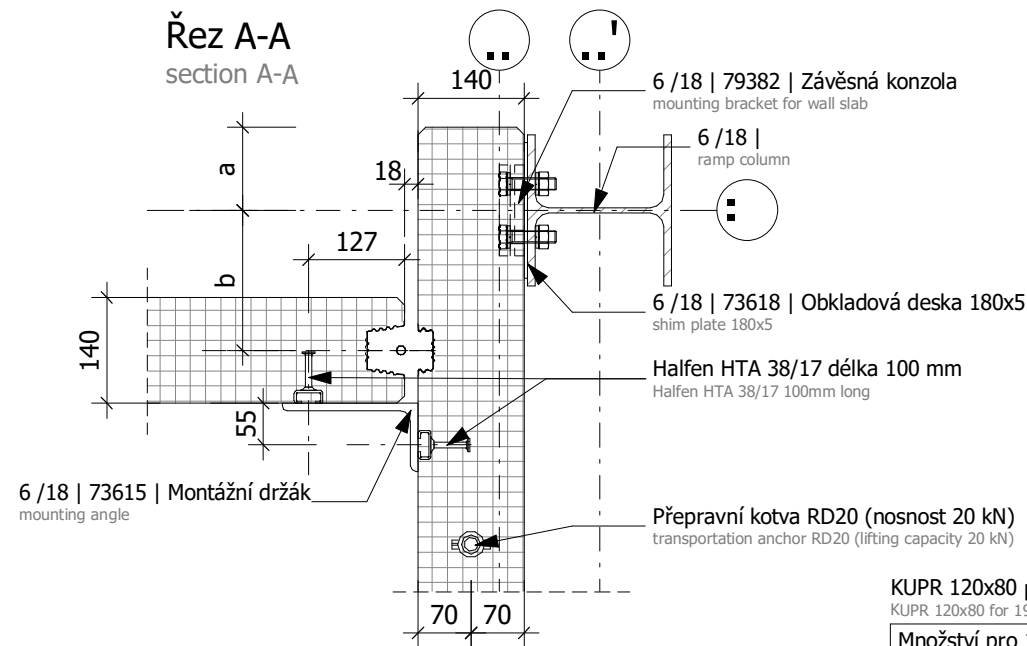 Řez A-A
section A-A
140
6 /18 | 79382 | Závěsná konzola
mounting bracket for wall slab
6 /18 |
ramp column
a
18
127
b
140
6 /18 | 73618 | Obkladová deska 180x5
shim plate 180x5
Halfen HTA 38/17 délka 100 mm
Halfen HTA 38/17 100mm long
55
6 /18 | 73615 | Montážní držák
mounting angle
Přepravní kotva RD20 (nosnost 20 kN)
transportation anchor RD20 (lifting capacity 20 kN)
70 70
KUPR 120x80
KUPR 120x80 for
Množství pro